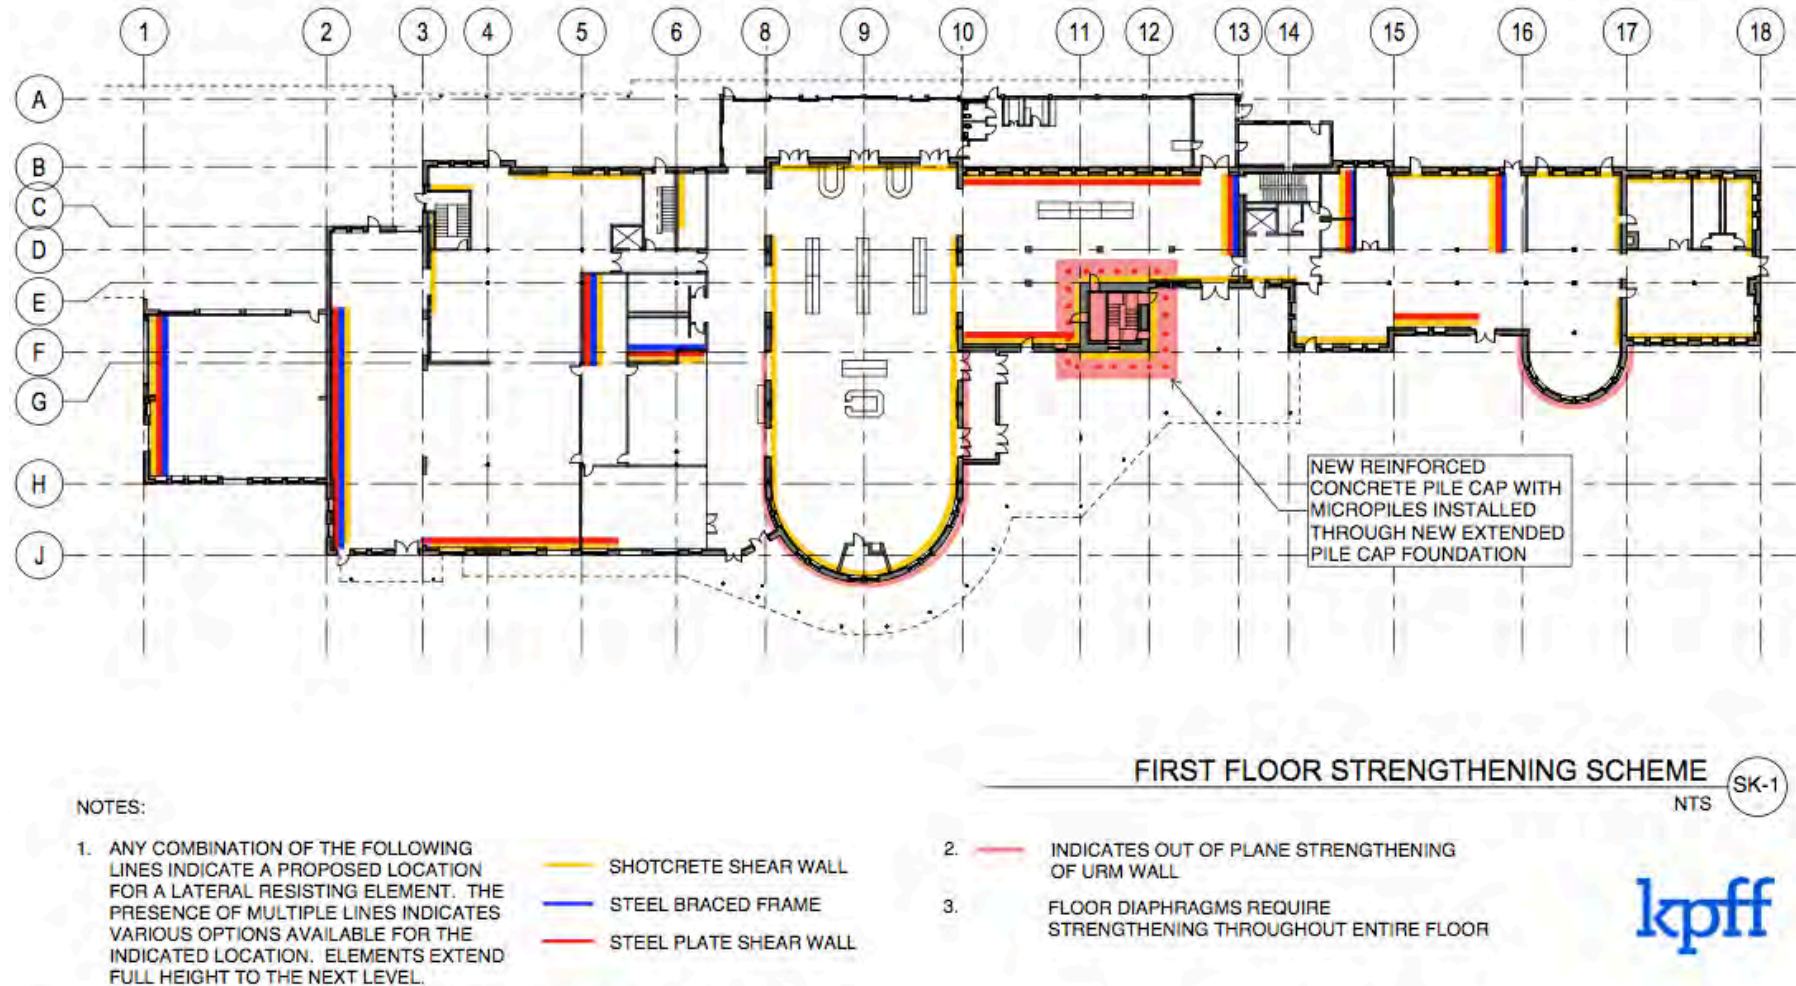 1 2 3 4 5 6 8 9 10 11 12 13 14 15 16 17 18
A
B
C
D
E
F
G
H
J
NEW REINFORCED
CONCRETE PILE CAP WITH
MICROPILES INSTALLED
THROUGH NEW EXTENDED
PILE CAP FOUNDATION
FIRST FLOOR STRENGTHENING SCHEME
SK-1
NTS
NOTES:
1. ANY COMBINATION OF THE FOLLOWING
LINES INDICATE A PROPOSED LOCATION
FOR A LATERAL RESISTING ELEMENT. THE
PRESENCE OF MULTIPLE LINES INDICATES
VARIOUS OPTIONS AVAILABLE FOR THE
INDICATED LOCATION. ELEMENTS EXTEND
FULL HEIGHT TO THE NEXT LEVEL.
SHOTCRETE SHEAR WALL
STEEL BRACED FRAME
STEEL PLATE SHEAR WALL
2. INDICATES OUT OF PLANE STRENGTHENING
OF URM WALL
3. FLOOR DIAPHRAGMS REQUIRE
STRENGTHENING THROUGHOUT ENTIRE FLOOR
kpff